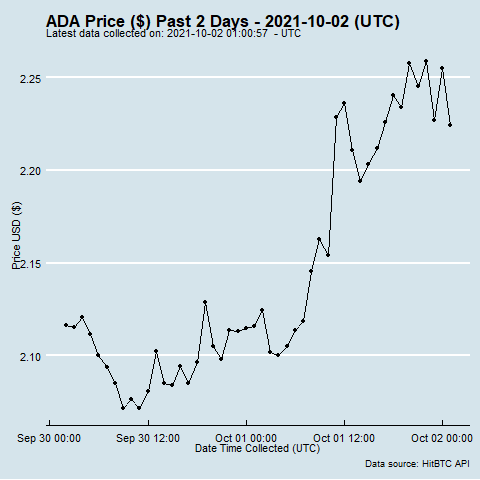 ADA Price ($) Past 2 Days - 2021-10-02 (UTC)
Latest data collected on: 2021-10-02 01:00:57 - UTC
2.25
2.20
2.15
2.10
Price USD ($)
Sep 30 00:00
Sep 30 12:00
Oct 01 00:00
Oct 01 12:00
Oct 02 00:00
Date Time Collected (UTC)
Data source: HitBTC API